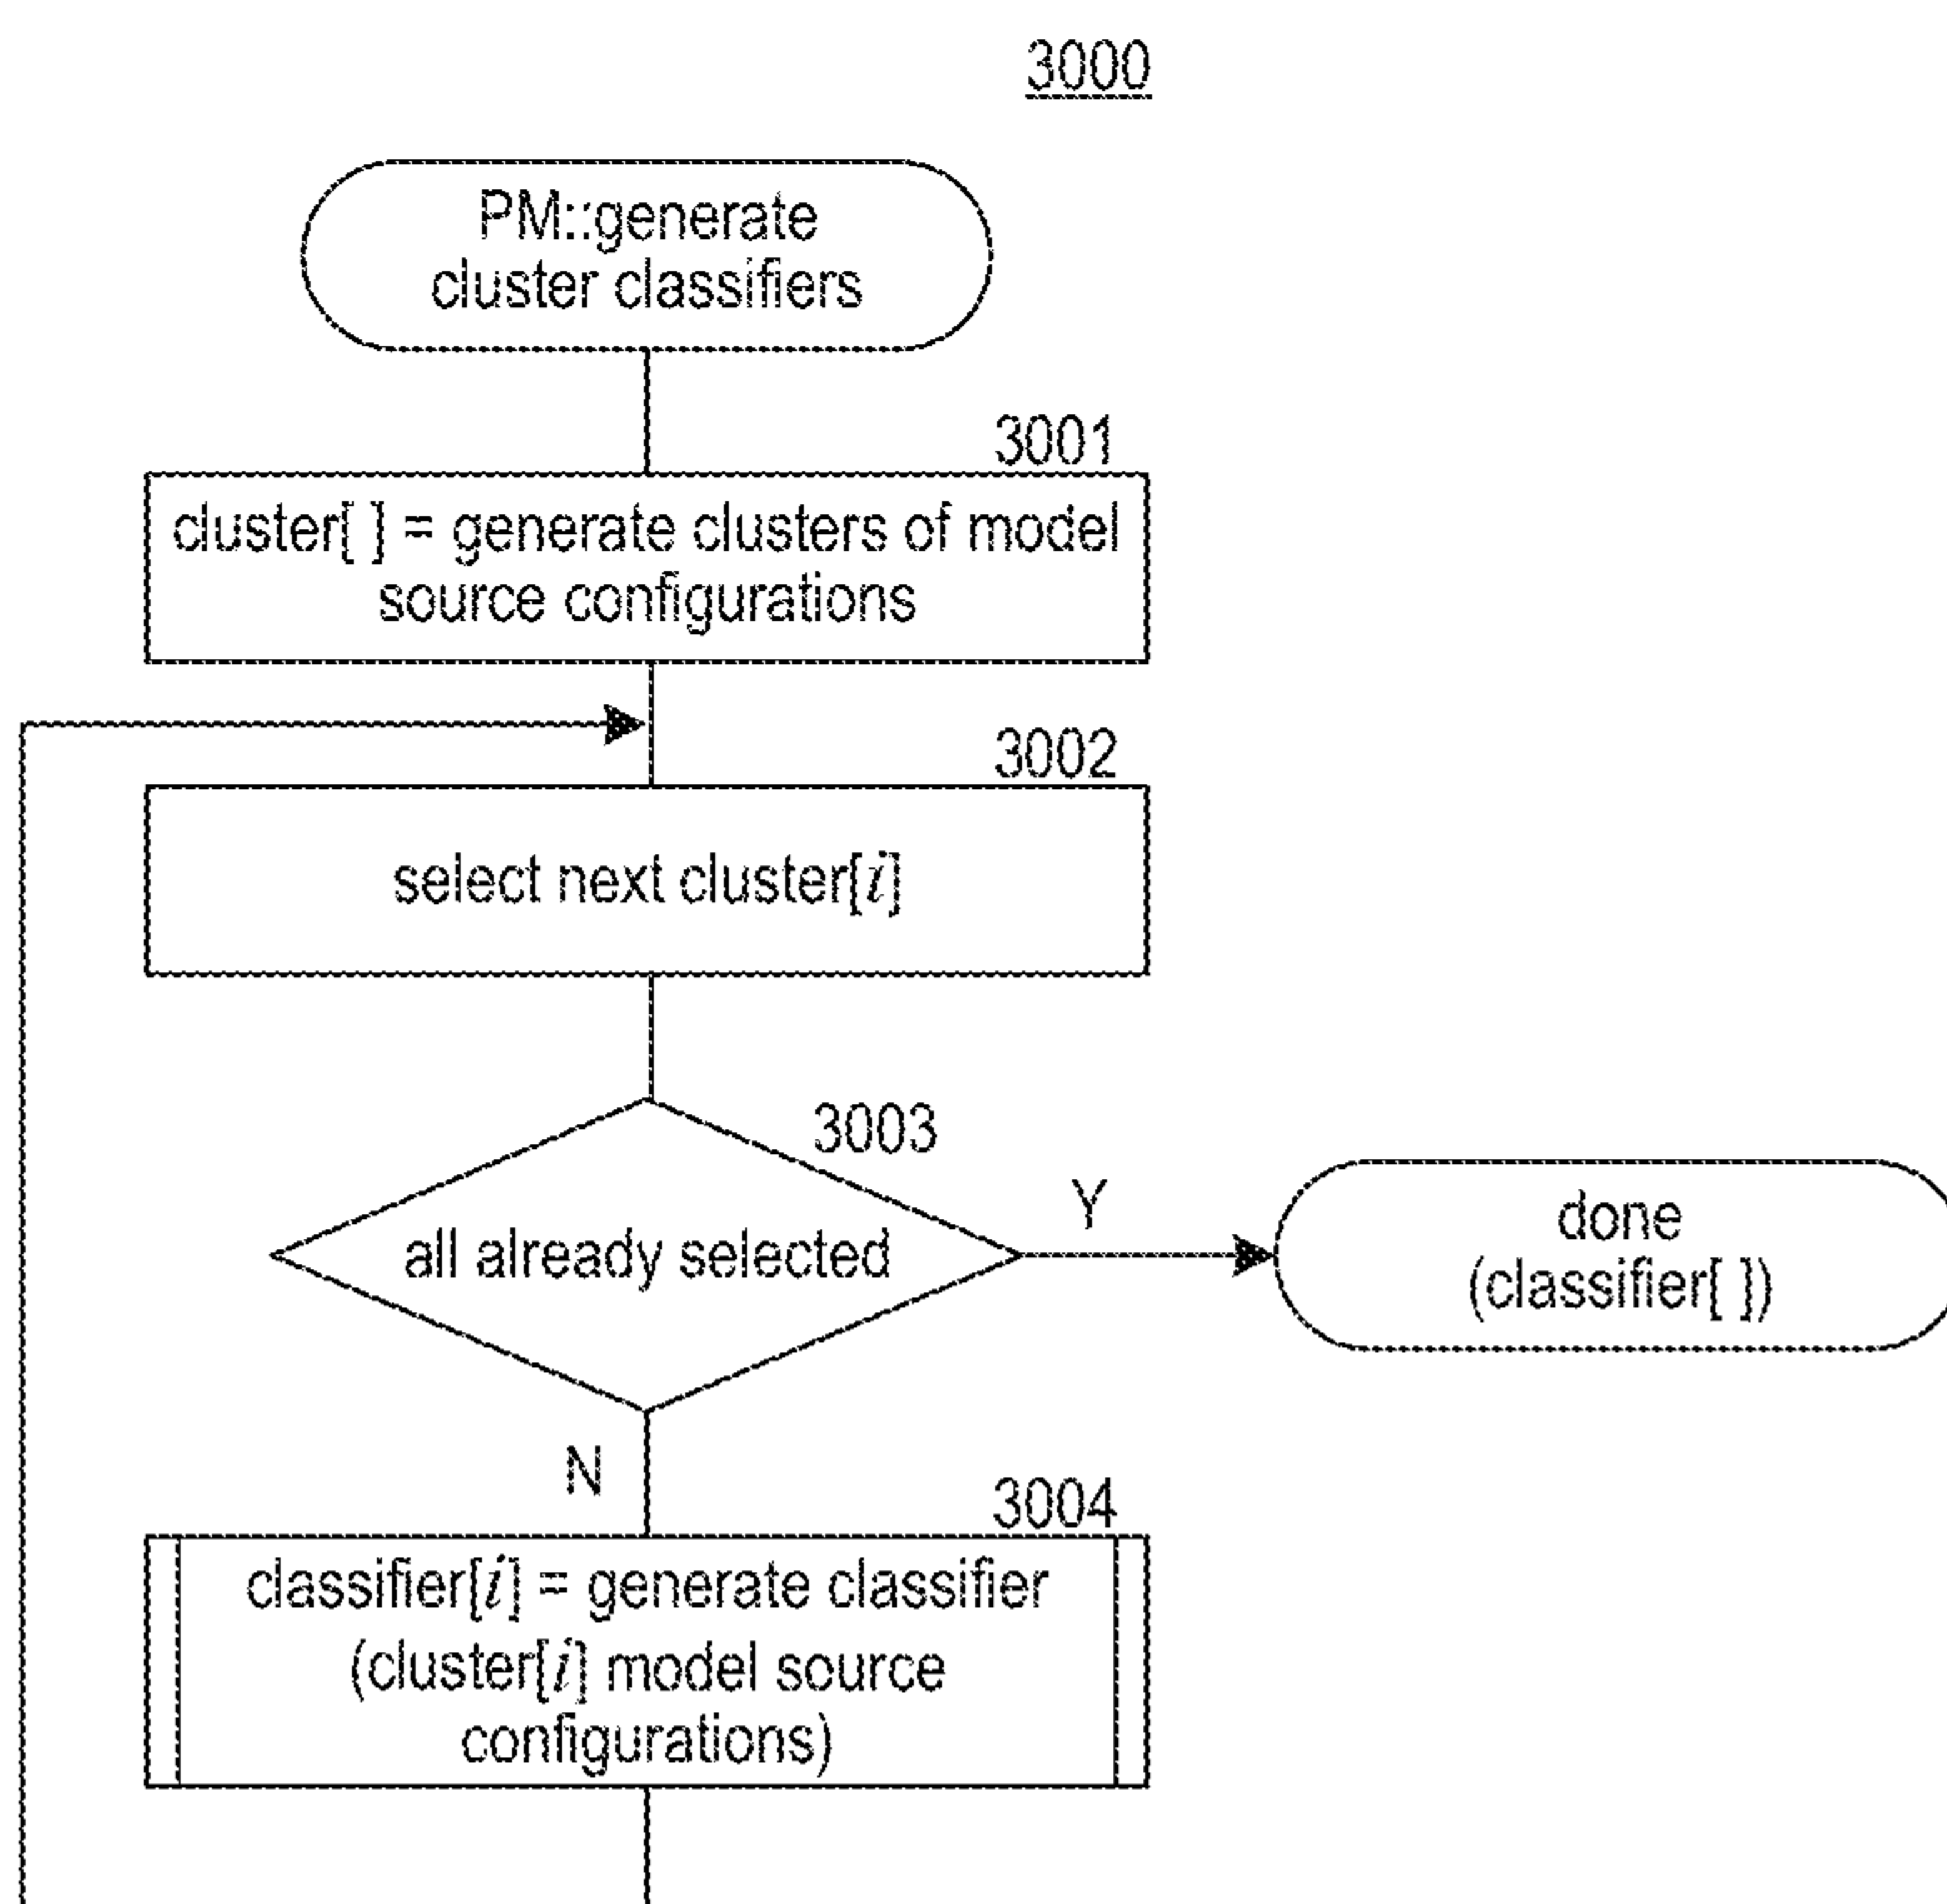 3000
PM::generate
cluster classifiers
3001
cluster[ ] = generate clusters of model
source configurations
3002
select next cluster[i]
3003
all already selected
Y
done
(classifier[ ])
N
3004
classifier[i] = generate classifier
(cluster[i] model source
configurations)